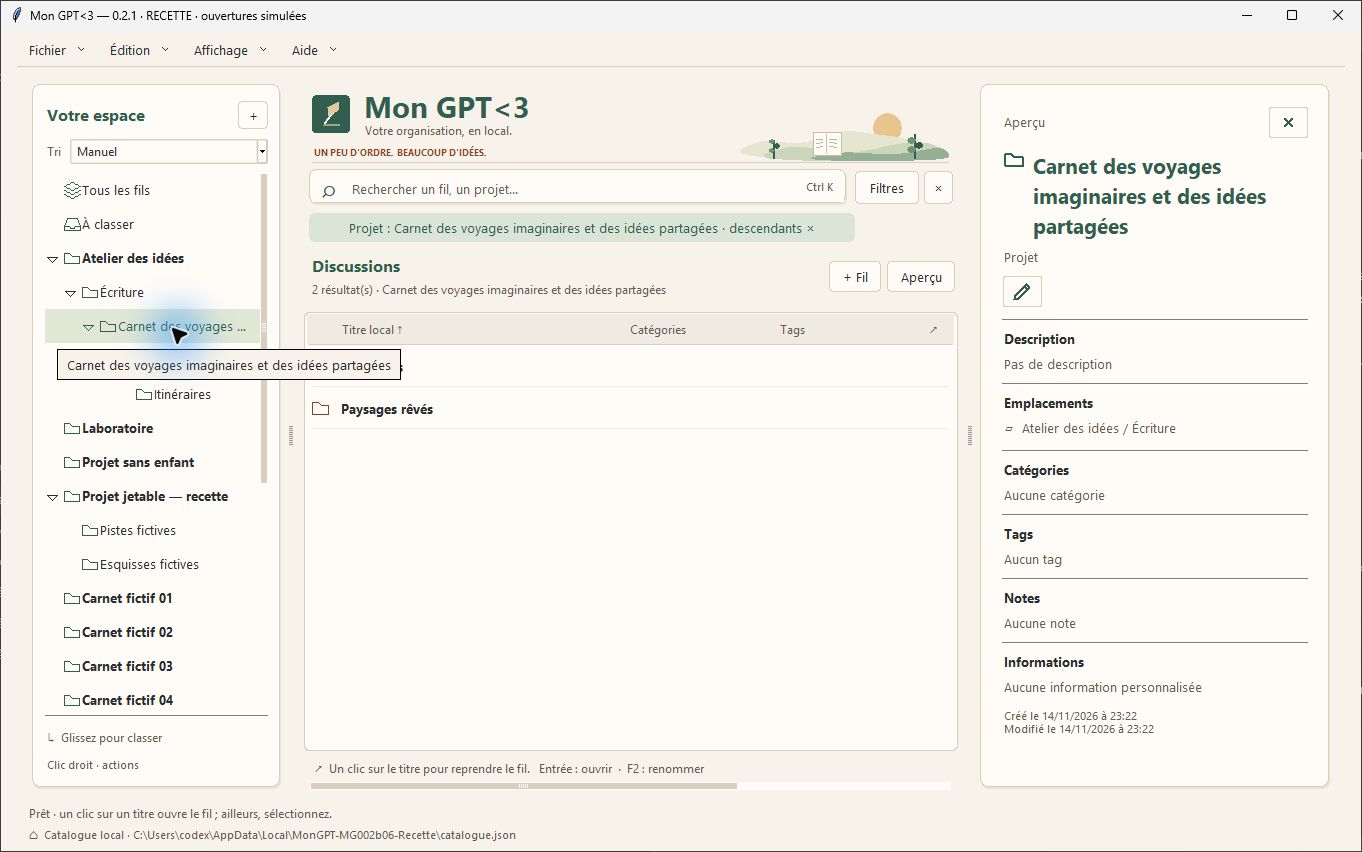 Mon GPT<3 — 0.2.1 · RECETTE · ouvertures simulées
Fichier
Édition
Affichage
Aide
Votre espace
+
Tri
Manuel
Tous les fils
À classer
Atelier des idées
Écriture
Carnet des voyages ...
Carnet des voyages imaginaires et des idées partagées
Itinéraires
Laboratoire
Projet sans enfant
Projet jetable — recette
Pistes fictives
Esquisses fictives
Carnet fictif 01
Carnet fictif 02
Carnet fictif 03
Carnet fictif 04
Glissez pour classer
Clic droit · actions
Mon GPT<3
Votre organisation, en local.
UN PEU D'ORDRE. BEAUCOUP D'IDÉES.
Rechercher un fil, un projet...
Ctrl K
Filtres
×
Projet : Carnet des voyages imaginaires et des idées partagées · descendants ×
Discussions
2 résultat(s) · Carnet des voyages imaginaires et des idées partagées
+ Fil
Aperçu
Titre local ↑
Catégories
Tags
↗
Paysages rêvés
↗ Un clic sur le titre pour reprendre le fil. Entrée : ouvrir · F2 : renommer
Aperçu
×
Carnet des voyages
imaginaires et des idées
partagées
Projet
Description
Pas de description
Emplacements
Atelier des idées / Écriture
Catégories
Aucune catégorie
Tags
Aucun tag
Notes
Aucune note
Informations
Aucune information personnalisée
Créé le 14/11/2026 à 23:22
Modifié le 14/11/2026 à 23:22
Prêt · un clic sur un titre ouvre le fil ; ailleurs, sélectionnez.
Catalogue local · C:\Users\codex\AppData\Local\MonGPT-MG002b06-Recette\catalogue.json